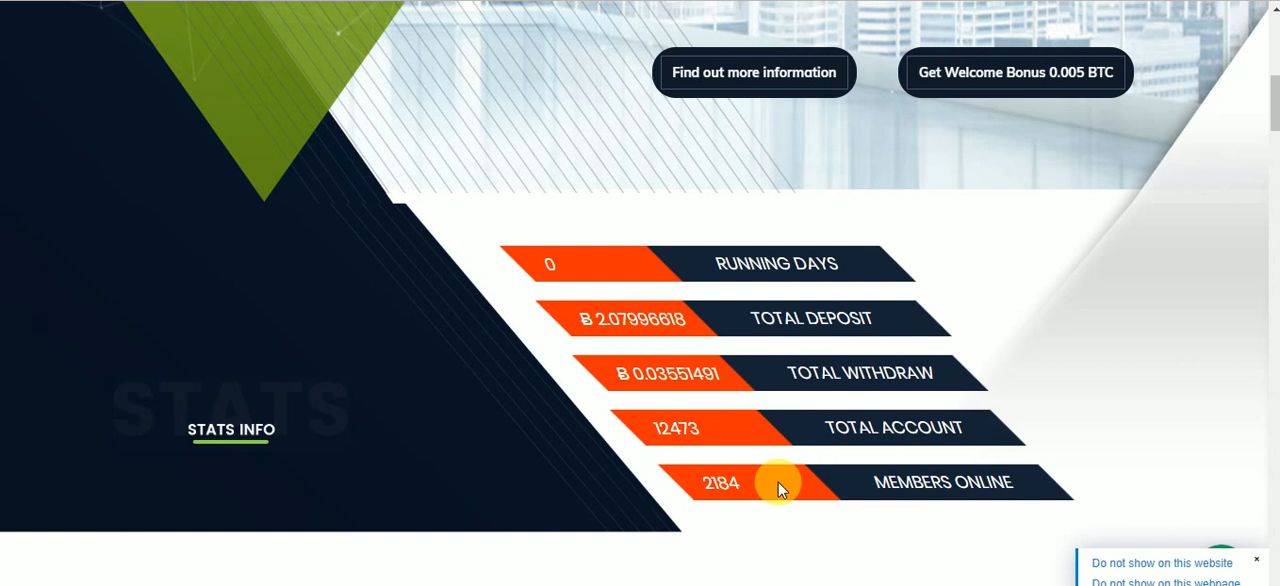 Find out more information
Get Welcome Bonus 0.005 BTC
0 RUNNING DAYS
Ƀ 2.07996618 TOTAL DEPOSIT
Ƀ 0.03551491 TOTAL WITHDRAW
12473 TOTAL ACCOUNT
2184 MEMBERS ONLINE
STATS
STATS INFO
Do not show on this website
×
Do not show on this webpage